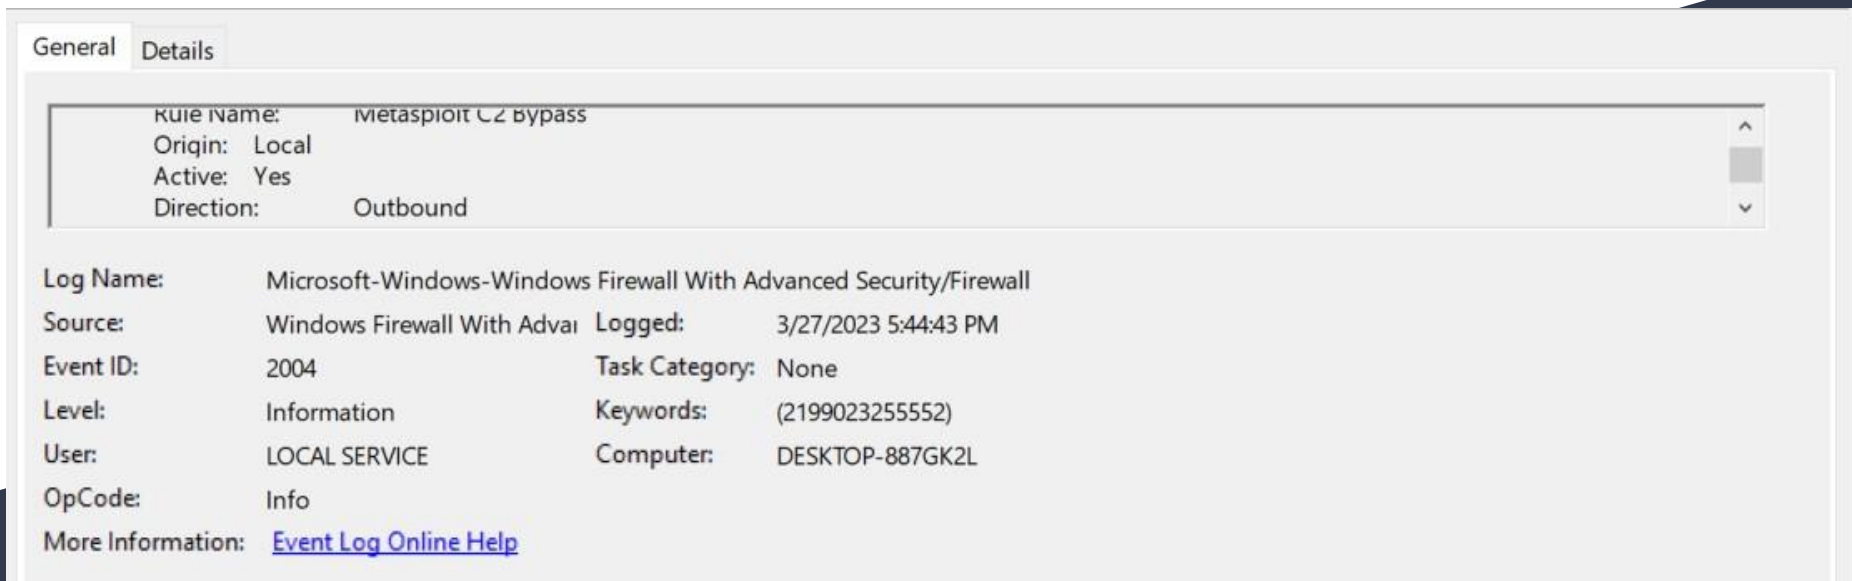 General Details
Rule Name: Metasploit C2 Bypass
Origin: Local
Active: Yes
Direction: Outbound
Log Name: Microsoft-Windows-Windows Firewall With Advanced Security/Firewall
Source: Windows Firewall With Advai Logged: 3/27/2023 5:44:43 PM
Event ID: 2004 Task Category: None
Level: Information Keywords: (2199023255552)
User: LOCAL SERVICE Computer: DESKTOP-887GK2L
OpCode: Info
More Information: Event Log Online Help